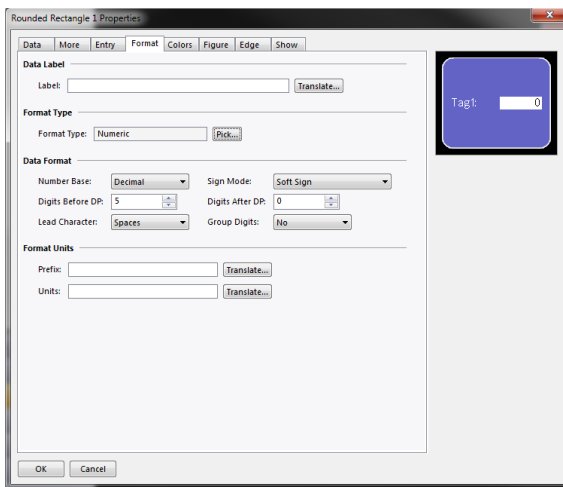 Rounded Rectangle 1 Properties
Data More Entry Format Colors Figure Edge Show
Data Label
Label: Translate...
Format Type
Format Type: Numeric Pick...
Data Format
Number Base: Decimal Sign Mode: Soft Sign
Digits Before DP: 5 Digits After DP: 0
Lead Character: Spaces Group Digits: No
Format Units
Prefix: Translate...
Units: Translate...
Tag1: 0
OK Cancel